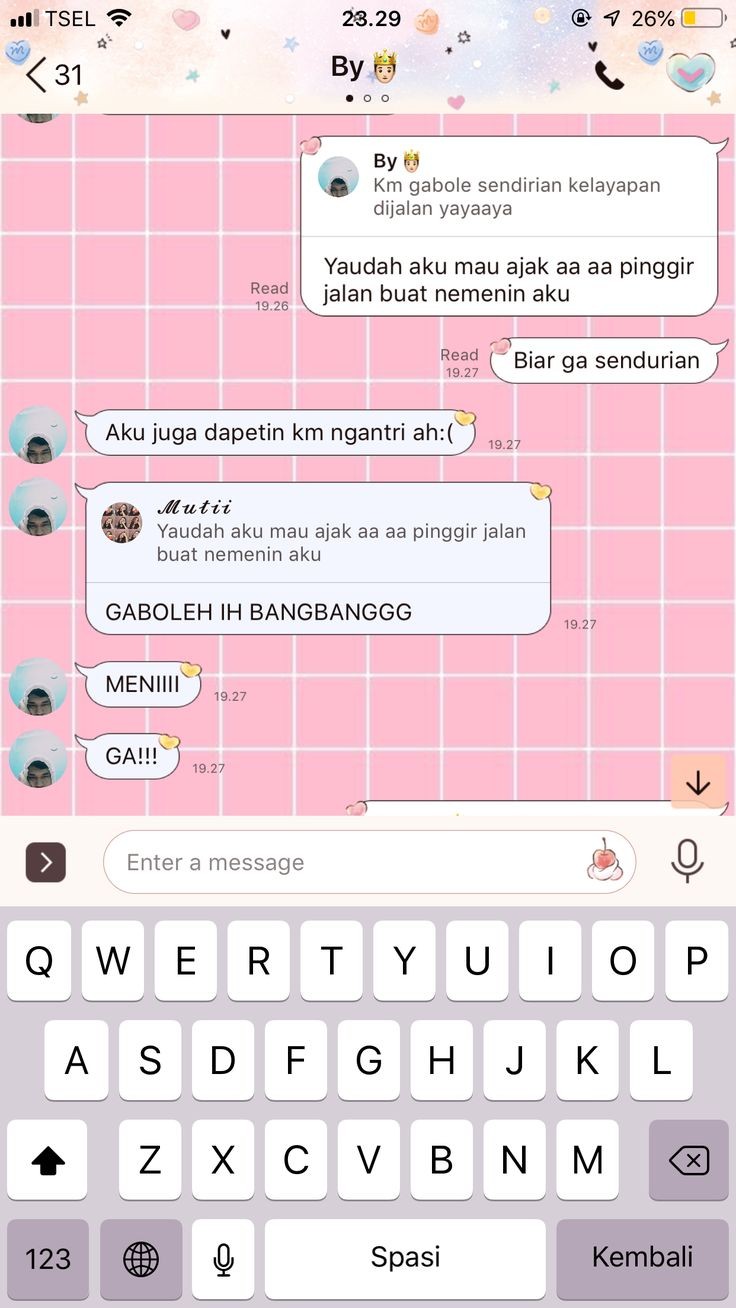 TSEL 23.29 26%
31 By
By
Km gabole sendirian kelayapan
dijalan yayaaya
Yaudah aku mau ajak aa aa pinggir
jalan buat nemenin aku
Read
19.26
Biar ga sendurian
Read
19.27
Aku juga dapetin km ngantri ah:(
19.27
Mutii
Yaudah aku mau ajak aa aa pinggir jalan
buat nemenin aku
GABOLEH IH BANGBANGGG
19.27
MENIIII
19.27
GA!!!
19.27
Enter a message
Q W E R T Y U I O P
A S D F G H J K L
Z X C V B N M
123 Spasi Kembali